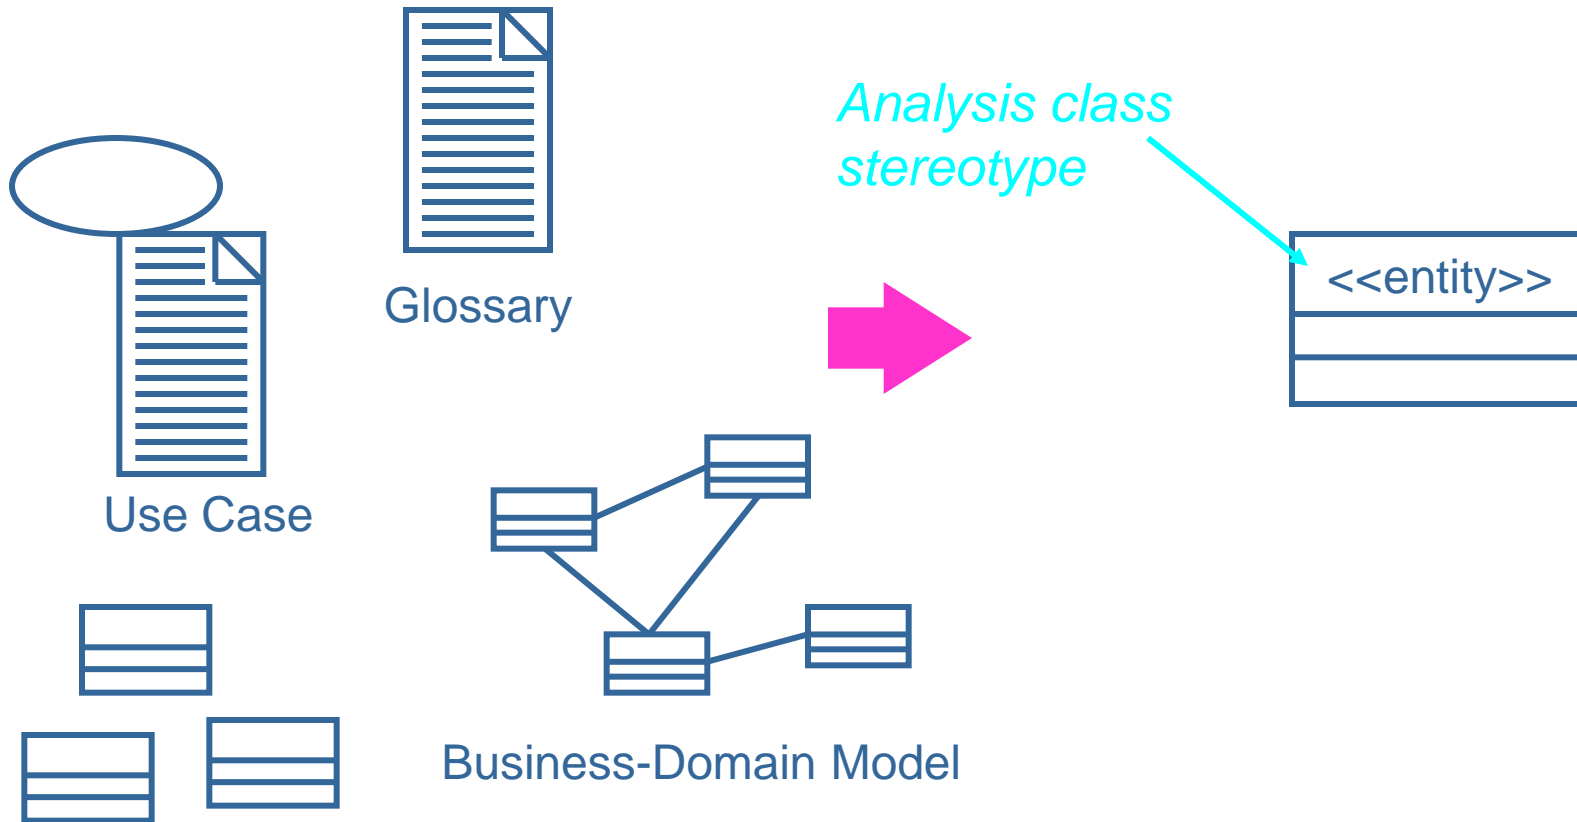 Analysis class
stereotype
<<entity>>
Glossary
Use Case
Business-Domain Model